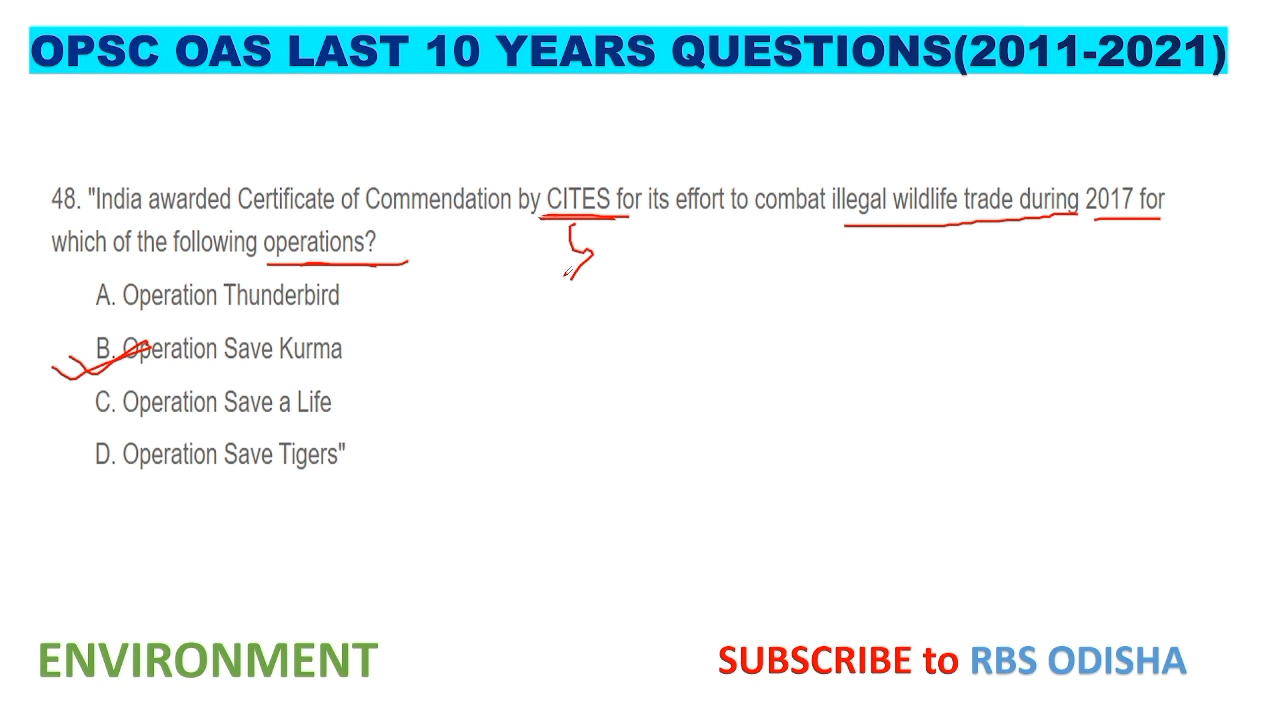 OPSC OAS LAST 10 YEARS QUESTIONS(2011-2021)
48. "India awarded Certificate of Commendation by CITES for its effort to combat illegal wildlife trade during 2017 for
which of the following operations?
A. Operation Thunderbird
B. Operation Save Kurma
C. Operation Save a Life
D. Operation Save Tigers"
ENVIRONMENT
SUBSCRIBE to RBS ODISHA